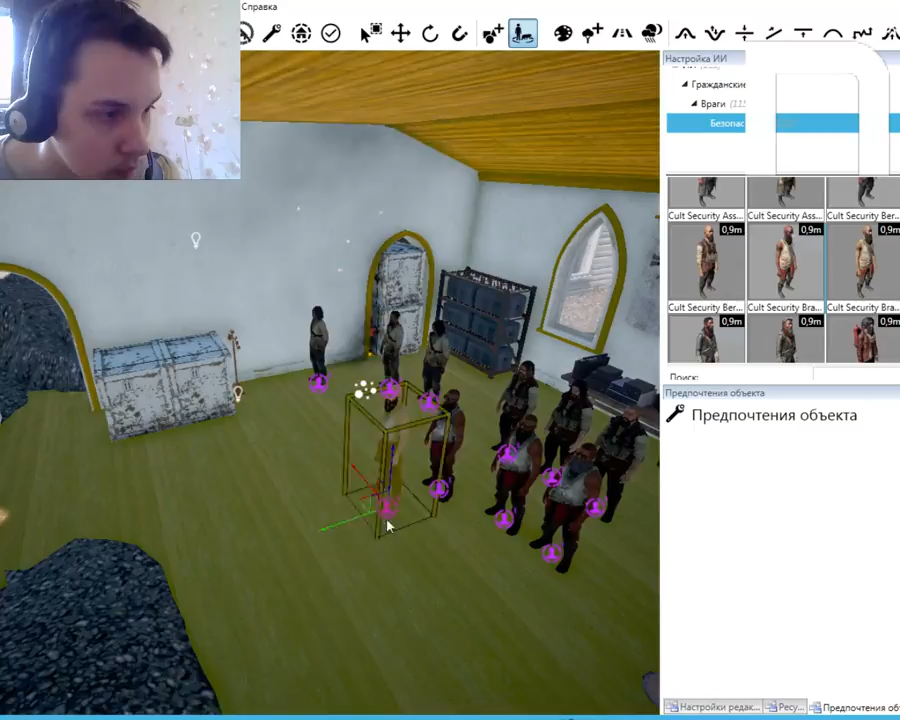 Справка
Настройка ИИ
Гражданские
Враги (115
Безопас
Cult Security Ass... Cult Security Ass... Cult Security Ber...
0,9m 0,9m 0,9m
Cult Security Ber... Cult Security Bra... Cult Security Bra...
0,9m 0,9m 0,9m
Поиск:
Предпочтения объекта
Предпочтения объекта
Настройки редак... Ресу... Предпочтения об